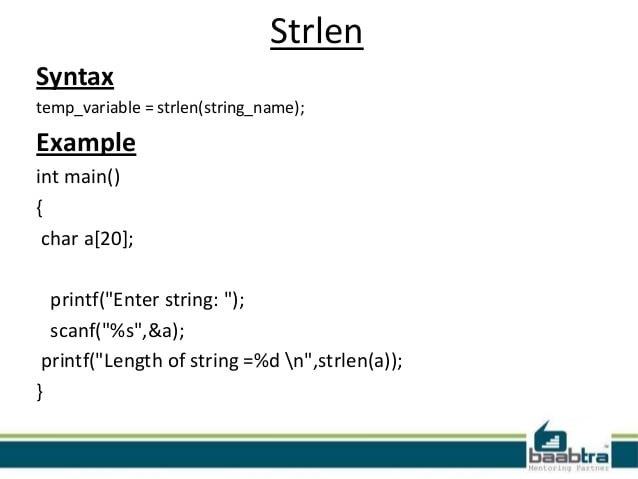 Strlen
Syntax
temp_variable = strlen(string_name);
Example
int main()
{
char a[20];
printf("Enter string: ");
scanf("%s",&a);
printf("Length of string =%d \n",strlen(a));
}
baabtra
Mentoring Partner